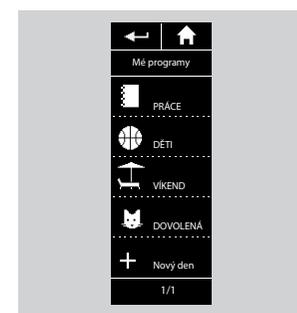 Mé programy
PRÁCE
DĚTI
VÍKEND
DOVOLENÁ
Nový den
1/1